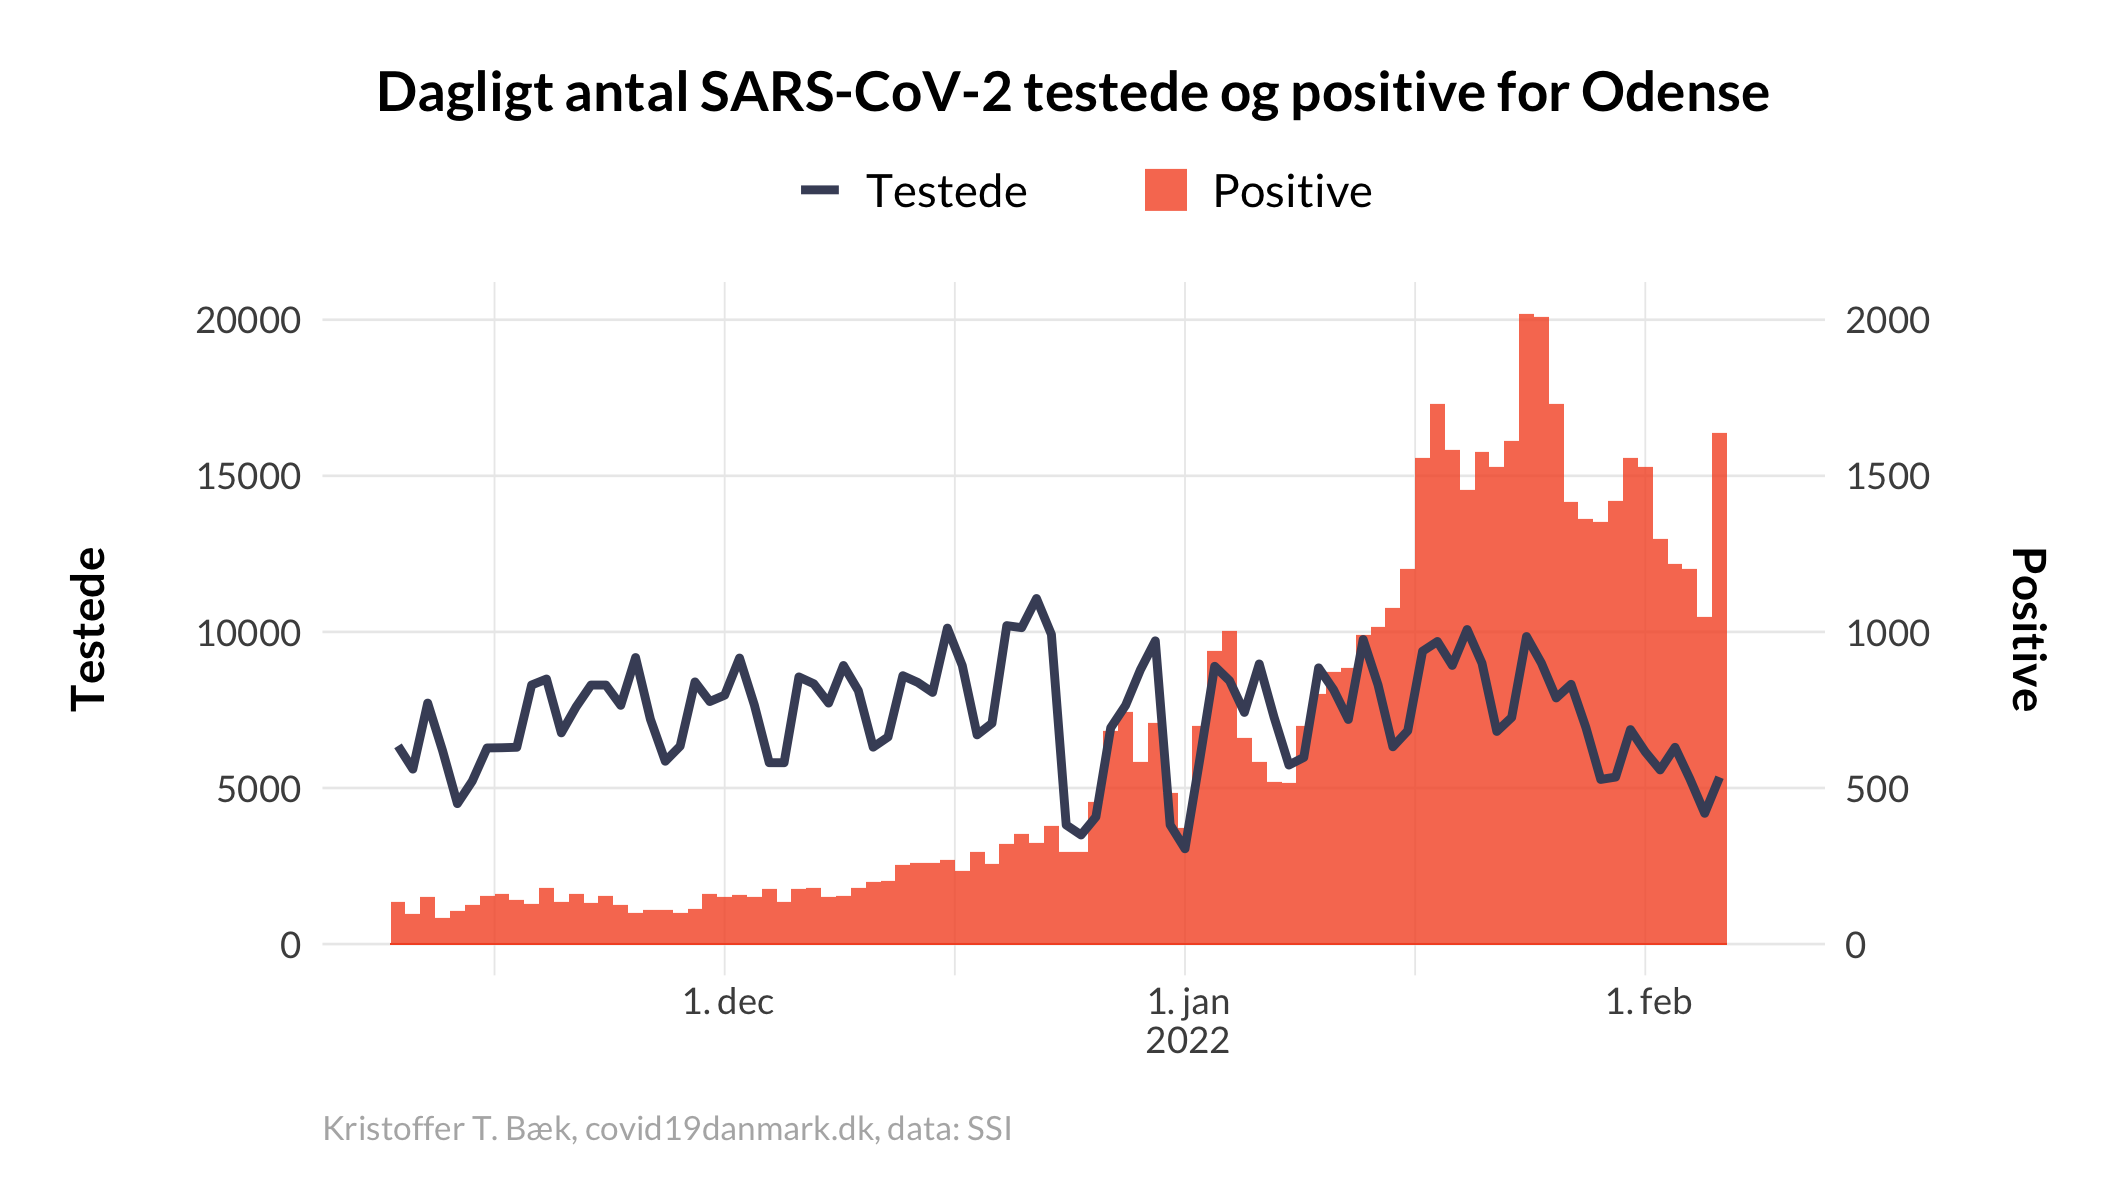 Dagligt antal SARS-CoV-2 testede og positive for Odense
Testede
Positive
20000
15000
10000
5000
0
2000
1500
1000
500
0
Testede
Positive
1. dec
1. jan
2022
1. feb
Kristoffer T. Bæk, covid19danmark.dk, data: SSI